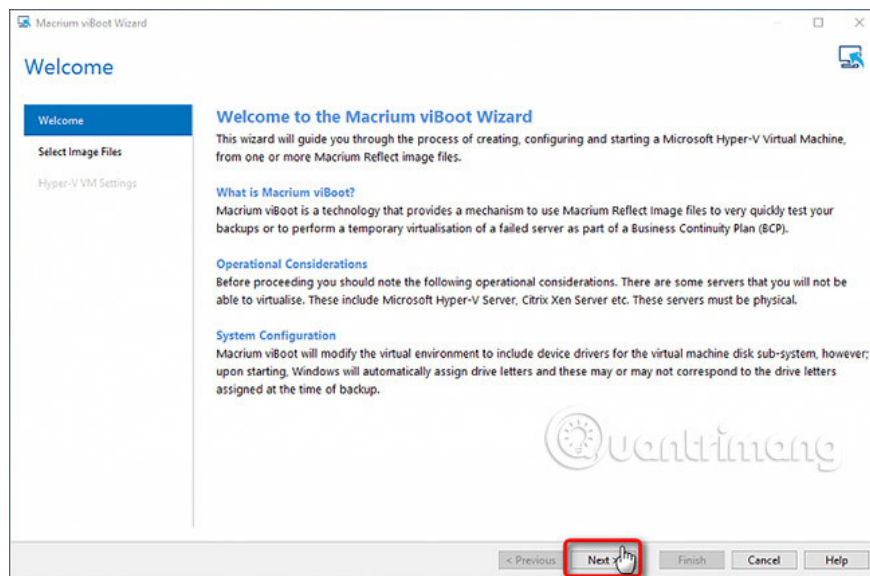 Macrium viBoot Wizard
Welcome
Welcome
Select Image Files
Hyper-V VM Settings
Welcome to the Macrium viBoot Wizard
This wizard will guide you through the process of creating, configuring and starting a Microsoft Hyper-V Virtual Machine,
from one or more Macrium Reflect image files.
What is Macrium viBoot?
Macrium viBoot is a technology that provides a mechanism to use Macrium Reflect Image files to very quickly test your
backups or to perform a temporary virtualisation of a failed server as part of a Business Continuity Plan (BCP).
Operational Considerations
Before proceeding you should note the following operational considerations. There are some servers that you will not be
able to virtualise. These include Microsoft Hyper-V Server, Citrix Xen Server etc. These servers must be physical.
System Configuration
Macrium viBoot will modify the virtual environment to include device drivers for the virtual machine disk sub-system, however;
upon starting, Windows will automatically assign drive letters and these may or may not correspond to the drive letters
assigned at the time of backup.
Quantrimang
< Previous Next > Finish Cancel Help